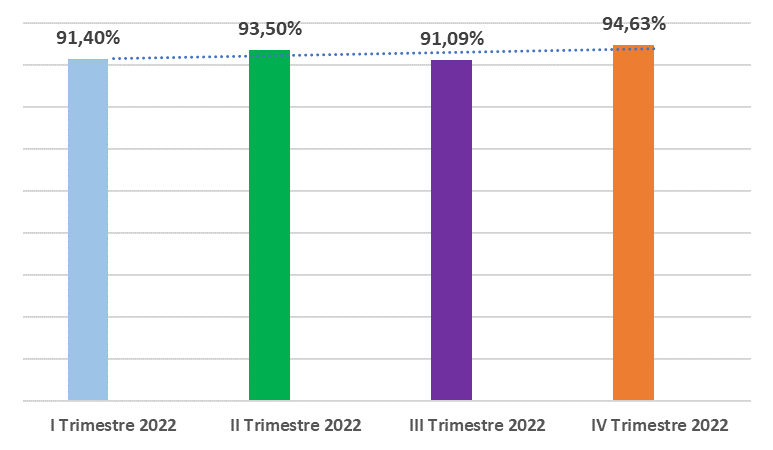 91,40%
93,50%
91,09%
94,63%
I Trimestre 2022
II Trimestre 2022
III Trimestre 2022
IV Trimestre 2022